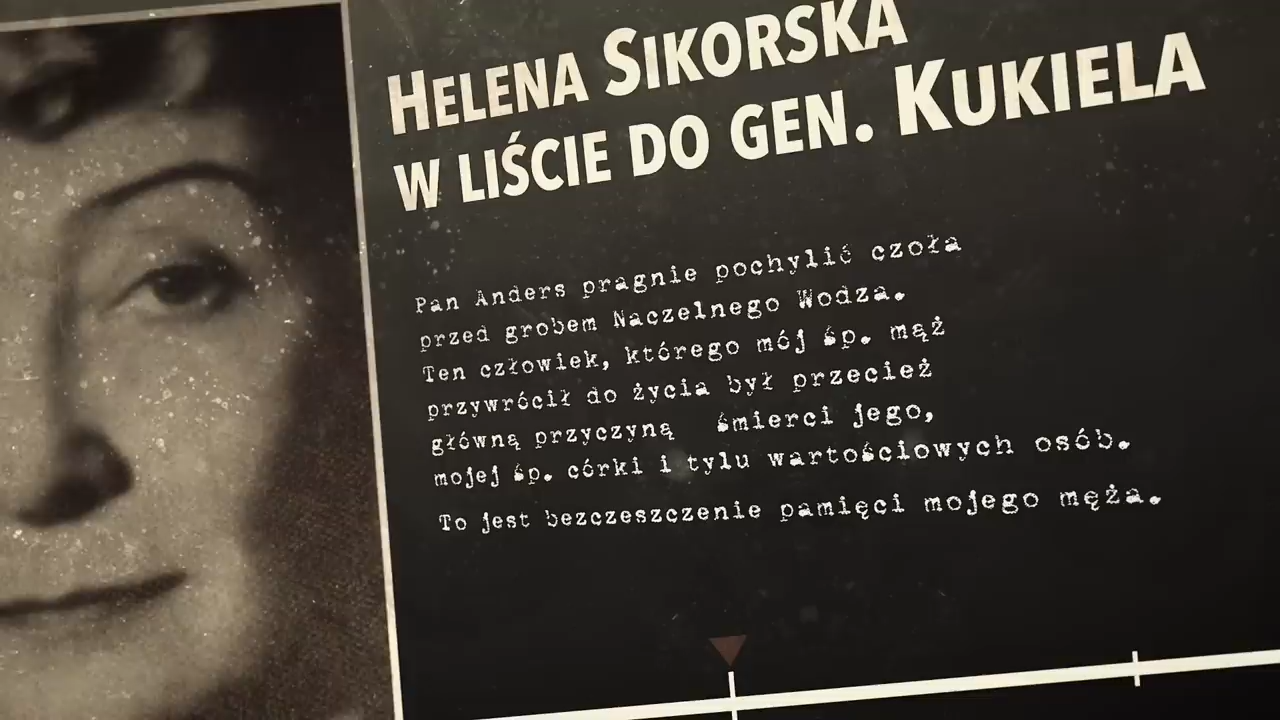 HELENA SIKORSKA
W LIŚCIE DO GEN. KUKIELA
Pan Anders pragnie pochylić czoła
przed grobem Naczelnego Wodza.
Ten człowiek, którego mój śp. mąż
przywrócił do życia był przecież
główną przyczyną śmierci jego,
mojej śp. córki i tylu wartościowych osób.
To jest bezczeszczenie pamięci mojego męża.